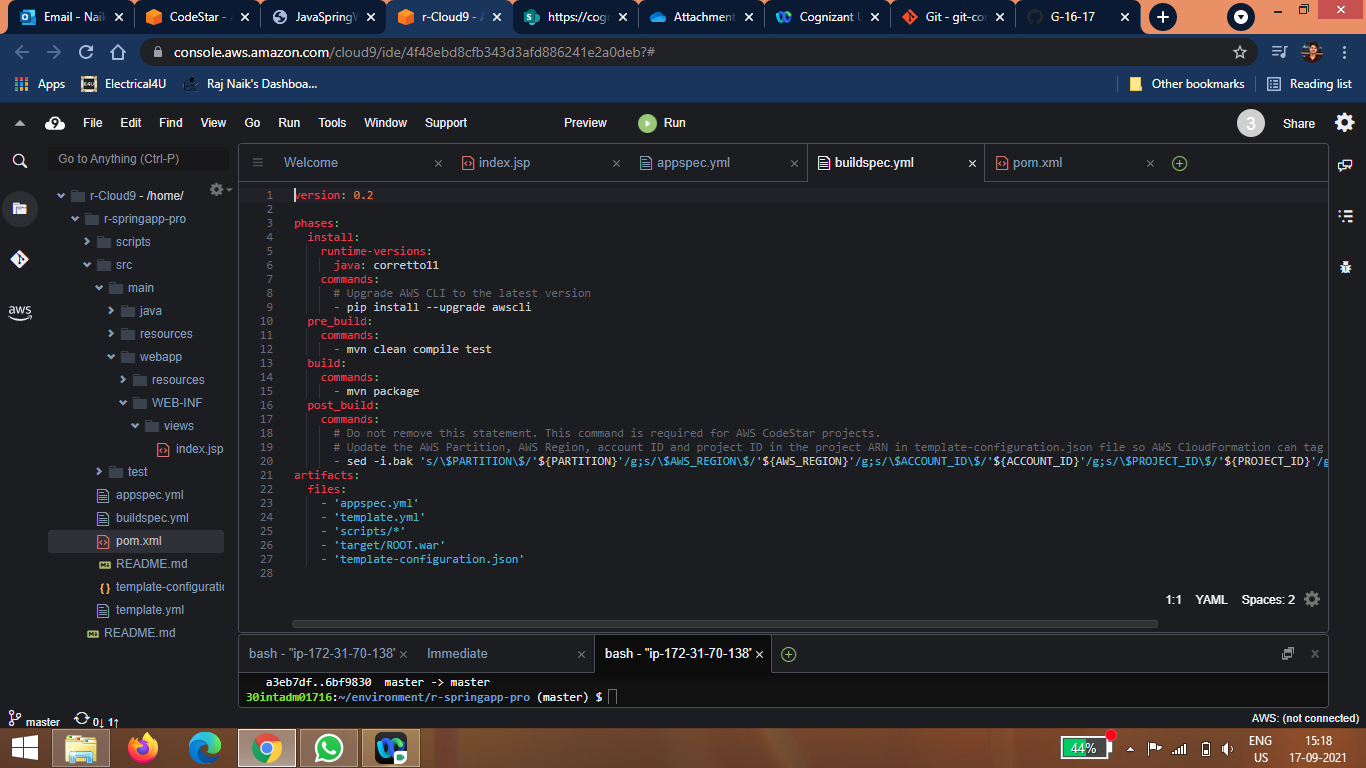 Email - Naik
CodeStar - A
JavaSpringW
r-Cloud9 - A
https://cogn
Attachment
Cognizant U
Git - git-con
G-16-17
console.aws.amazon.com/cloud9/ide/4f48ebd8cfb343d3afd886241e2a0deb?#
Apps
Electrical4U
Raj Naik's Dashboa...
Other bookmarks
Reading list
9 File Edit Find View Go Run Tools Window Support Preview Run
3 Share
Go to Anything (Ctrl-P)
Welcome
index.jsp
appspec.yml
buildspec.yml
pom.xml
r-Cloud9 - /home/
r-springapp-pro
scripts
src
main
java
resources
webapp
resources
WEB-INF
views
index.jsp
test
appspec.yml
buildspec.yml
pom.xml
README.md
template-configuratio
template.yml
README.md
aws
1 version: 0.2
2
3 phases:
4 install:
5 runtime-versions:
6 java: corretto11
7 commands:
8 # Upgrade AWS CLI to the latest version
9 - pip install --upgrade awscli
10 pre_build:
11 commands:
12 - mvn clean compile test
13 build:
14 commands:
15 - mvn package
16 post_build:
17 commands:
18 # Do not remove this statement. This command is required for AWS CodeStar projects.
19 # Update the AWS Partition, AWS Region, account ID and project ID in the project ARN in template-configuration.json file so AWS CloudFormation can tag
20 - sed -i.bak 's/\$PARTITION\$/'${PARTITION}'/g;s/\$AWS_REGION\$/'${AWS_REGION}'/g;s/\$ACCOUNT_ID\$/'${ACCOUNT_ID}'/g;s/\$PROJECT_ID\$/'${PROJECT_ID}'/g
21 artifacts:
22 files:
23 - 'appspec.yml'
24 - 'template.yml'
25 - 'scripts/*'
26 - 'target/ROOT.war'
27 - 'template-configuration.json'
28
1:1 YAML Spaces: 2
bash - "ip-172-31-70-138"
Immediate
bash - "ip-172-31-70-138"
a3eb7df..6bf9830 master -> master
30intadm01716:~/environment/r-springapp-pro (master) $
master 0↓ 1↑
AWS: (not connected)
44%
ENG
US
15:18
17-09-2021